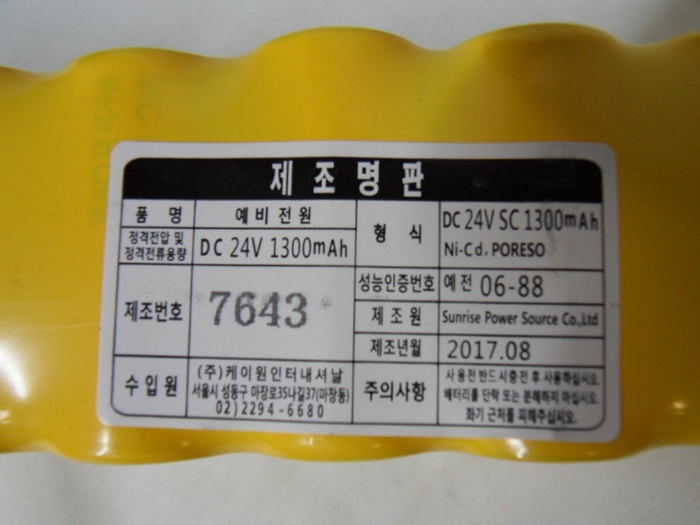 제조명판
품 명
예비전원
형 식
DC 24V SC 1300mAh
Ni-Cd, PORESO
정격전압 및
정격전류용량
DC 24V 1300mAh
성능인증번호
예전 06-88
제조번호
7643
제 조 원
Sunrise Power Source Co.,Ltd
제조년월
2017.08
수입원
(주)케이원인터내셔날
서울시 성동구 마장로35나길37(마장동)
02)2294-6680
주의사항
사용전반드시충전 후 사용하십시오.
배터리를 단락 또는 분해하지 마십시오.
화기 근처를 피해주십시오.